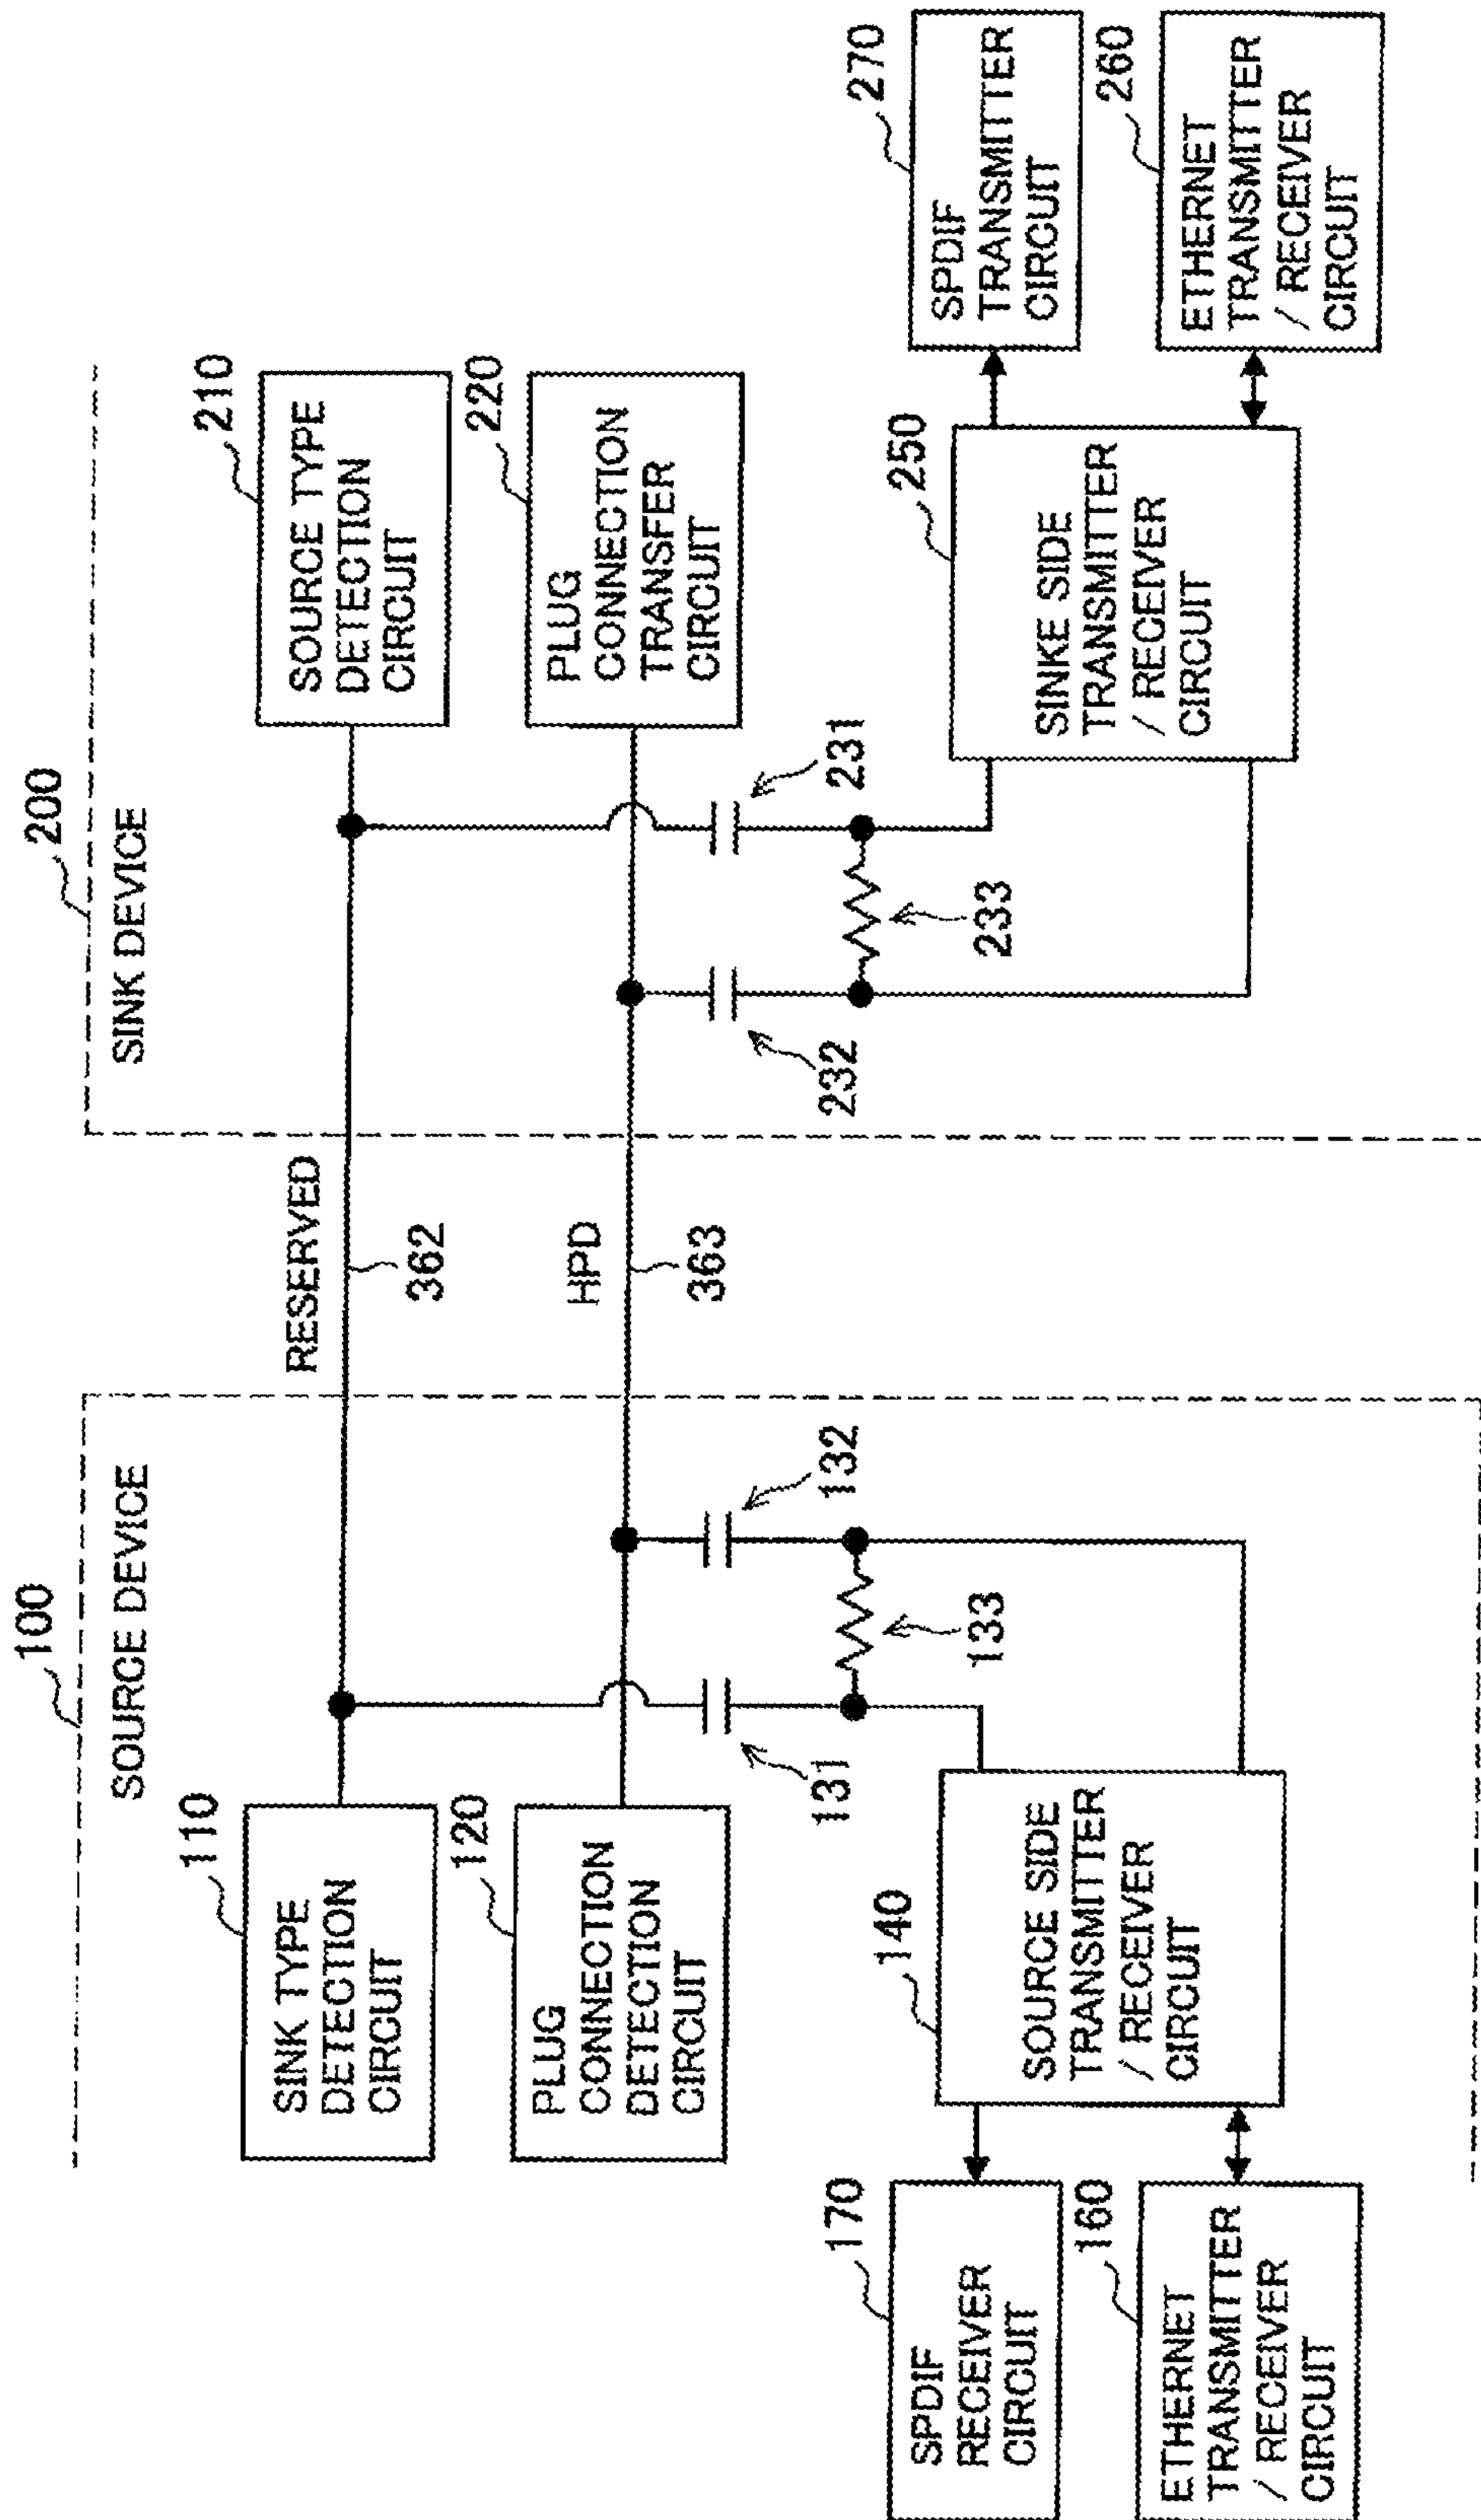 100
SOURCE DEVICE
110
SINK TYPE
DETECTION
CIRCUIT
120
PLUG
CONNECTION
DETECTION
CIRCUIT
131
132
133
140
SOURCE SIDE
TRANSMITTER
/ RECEIVER
CIRCUIT
170
SPDIF
RECEIVER
CIRCUIT
160
ETHERNET
TRANSMITTER
/ RECEIVER
CIRCUIT
RESERVED
362
HPD
363
200
SINK DEVICE
210
SOURCE TYPE
DETECTION
CIRCUIT
220
PLUG
CONNECTION
TRANSFER
CIRCUIT
232
231
233
250
SINKE SIDE
TRANSMITTER
/ RECEIVER
CIRCUIT
270
SPDIF
TRANSMITTER
CIRCUIT
260
ETHERNET
TRANSMITTER
/ RECEIVER
CIRCUIT